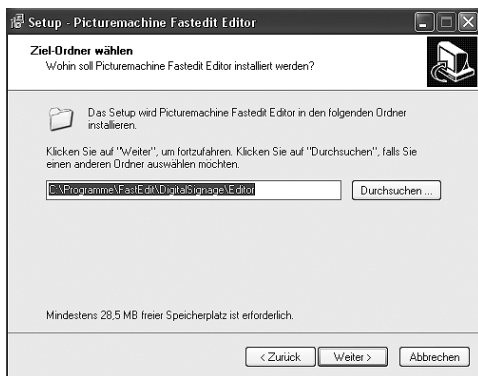 Setup - Picturemachine Fastedit Editor
Ziel-Ordner wählen
Wohin soll Picturemachine Fastedit Editor installiert werden?
Das Setup wird Picturemachine Fastedit Editor in den folgenden Ordner
installieren.
Klicken Sie auf "Weiter", um fortzufahren. Klicken Sie auf "Durchsuchen", falls Sie
einen anderen Ordner auswählen möchten.
C:\Programme\FastEdit\DigitalSignage\Editor
Durchsuchen ...
Mindestens 28,5 MB freier Speicherplatz ist erforderlich.
< Zurück
Weiter >
Abbrechen